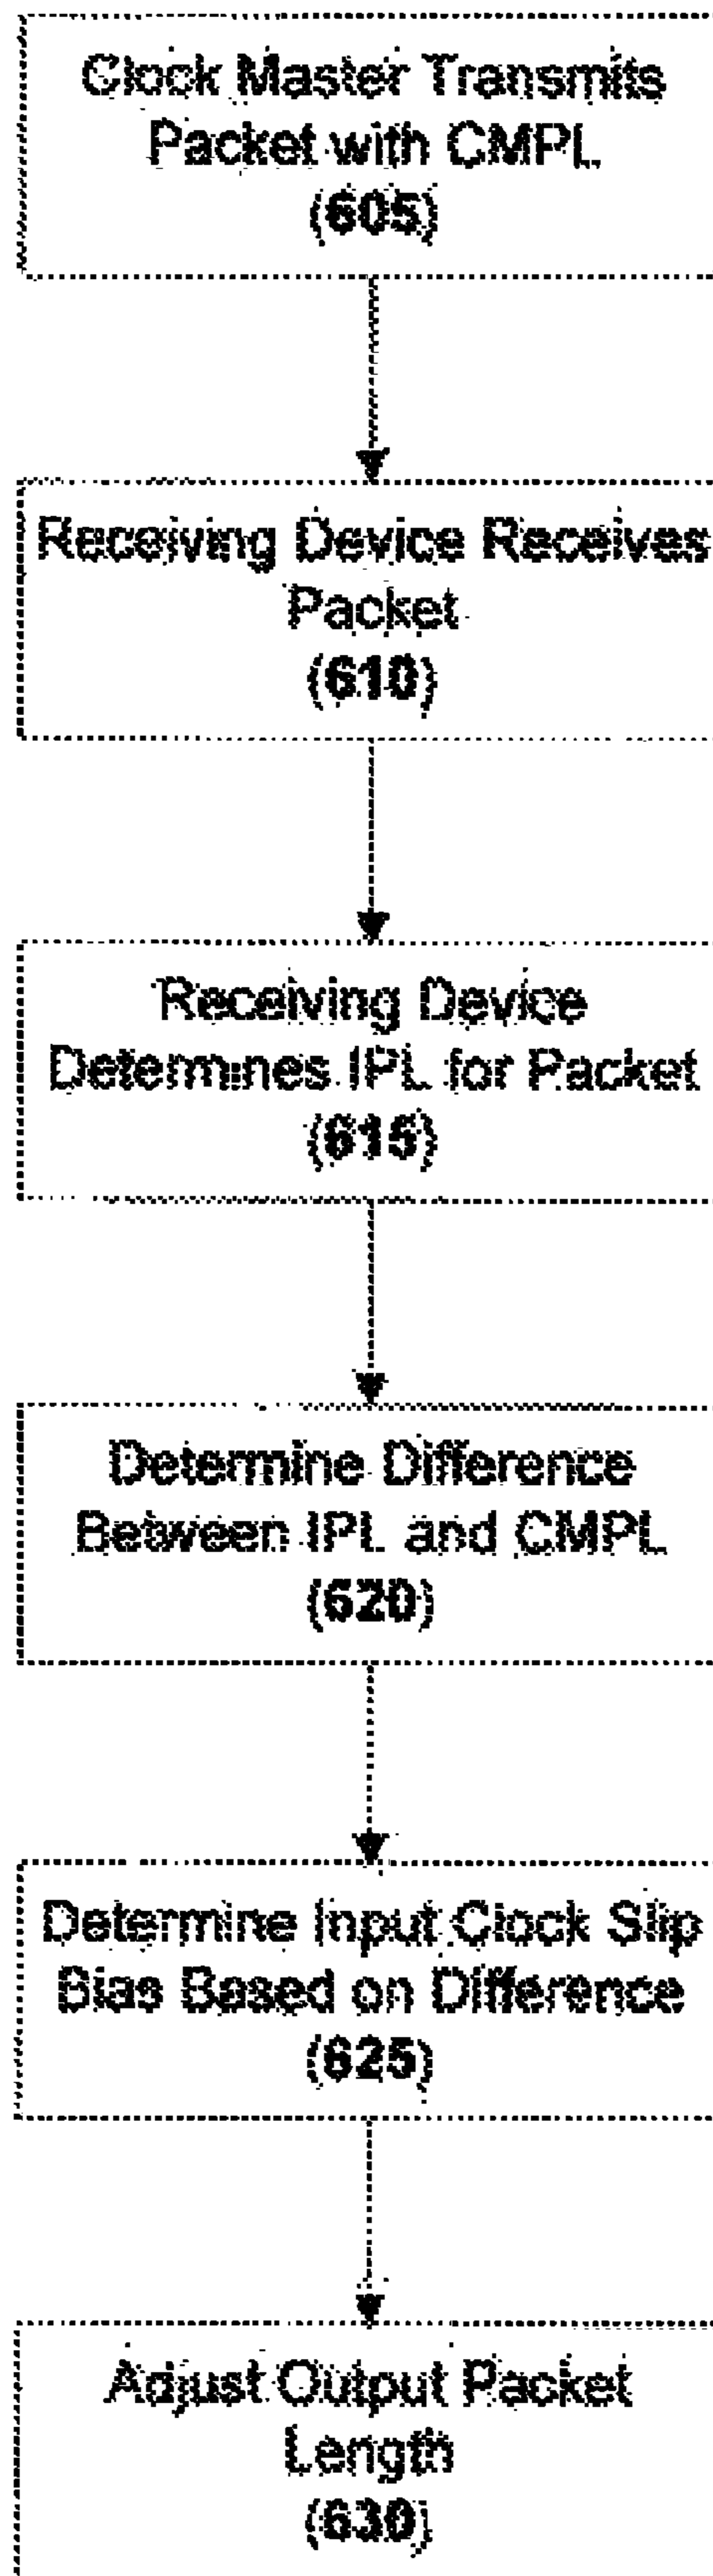 Clock Master Transmits
Packet with CMPL
(605)
Receiving Device Receives
Packet
(610)
Receiving Device
Determines IPL for Packet
(615)
Determine Difference
Between IPL and CMPL
(620)
Determine Input Clock Slip
Bias Based on Difference
(625)
Adjust Output Packet
Length
(630)